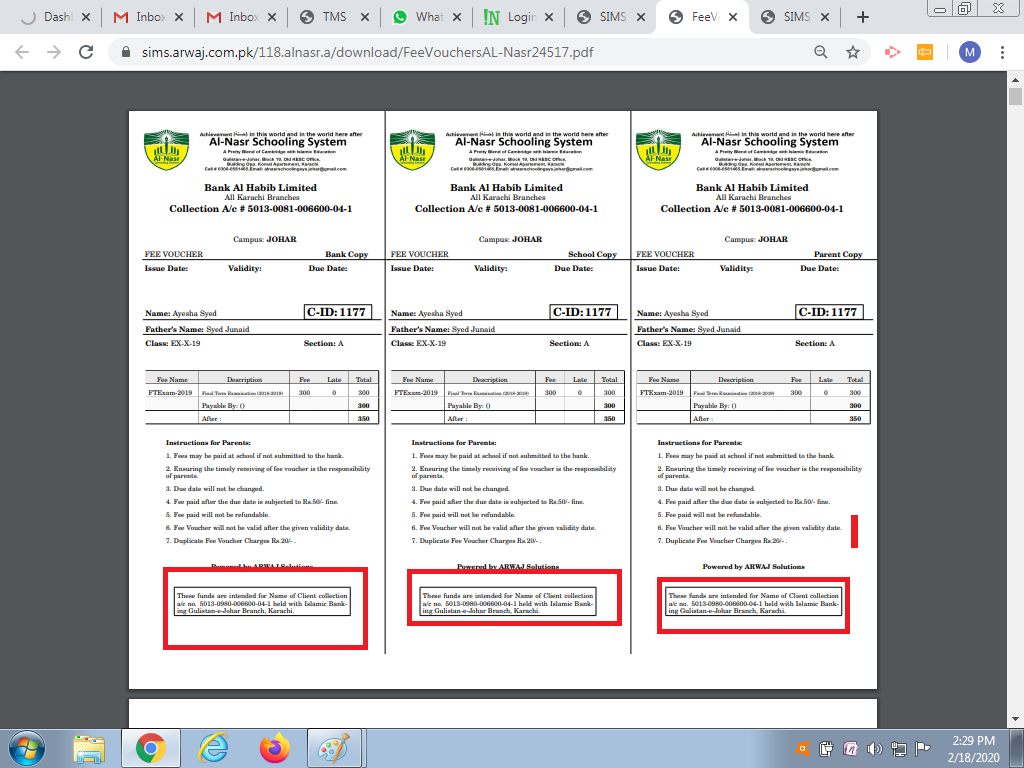 Dash
Inbox
Inbox
TMS
What
!N Login
SIMS
FeeV
SIMS
sims.arwaj.com.pk/118.alnasr.a/download/FeeVouchersAL-Nasr24517.pdf
M
Al-Nasr
Schooling System
Achievement in this world and in the world here after
Al-Nasr Schooling System
A Pretty Blend of Cambridge with Islamic Education
Gulistan-e-Johar, Block 19, Old KESC Office,
Building Opp. Komal Apartment, Karachi
Bank Al Habib Limited
All Karachi Branches
Collection A/c # 5013-0081-006600-04-1
Campus: JOHAR
FEE VOUCHER Bank Copy
Issue Date: Validity: Due Date:
Name: Ayesha Syed C-ID: 1177
Father's Name: Syed Junaid
Class: EX-X-19 Section: A
Fee Name Description Fee Late Total
FTExam-2019 Final Term Examination (2018-2019) 300 0 300
Payable By: () 300
After : 350
Instructions for Parents:
1. Fees may be paid at school if not submitted to the bank.
2. Ensuring the timely receiving of fee voucher is the responsibility
of parents.
3. Due date will not be changed.
4. Fee paid after the due date is subjected to Rs.50/- fine.
5. Fee paid will not be refundable.
6. Fee Voucher will not be valid after the given validity date.
7. Duplicate Fee Voucher Charges Rs.20/- .
Powered by ARWAJ Solutions
These funds are intended for Name of Client collection
a/c no. 5013-0980-006600-04-1 held with Islamic Bank-
ing Gulistan-e-Johar Branch, Karachi.
Al-Nasr
Schooling System
Achievement in this world and in the world here after
Al-Nasr Schooling System
A Pretty Blend of Cambridge with Islamic Education
Gulistan-e-Johar, Block 19, Old KESC Office,
Building Opp. Komal Apartment, Karachi
Bank Al Habib Limited
All Karachi Branches
Collection A/c # 5013-0081-006600-04-1
Campus: JOHAR
FEE VOUCHER School Copy
Issue Date: Validity: Due Date:
Name: Ayesha Syed C-ID: 1177
Father's Name: Syed Junaid
Class: EX-X-19 Section: A
Fee Name Description Fee Late Total
FTExam-2019 Final Term Examination (2018-2019) 300 0 300
Payable By: () 300
After : 350
Instructions for Parents:
1. Fees may be paid at school if not submitted to the bank.
2. Ensuring the timely receiving of fee voucher is the responsibility
of parents.
3. Due date will not be changed.
4. Fee paid after the due date is subjected to Rs.50/- fine.
5. Fee paid will not be refundable.
6. Fee Voucher will not be valid after the given validity date.
7. Duplicate Fee Voucher Charges Rs.20/- .
Powered by ARWAJ Solutions
These funds are intended for Name of Client collection
a/c no. 5013-0980-006600-04-1 held with Islamic Bank-
ing Gulistan-e-Johar Branch, Karachi.
Al-Nasr
Schooling System
Achievement in this world and in the world here after
Al-Nasr Schooling System
A Pretty Blend of Cambridge with Islamic Education
Gulistan-e-Johar, Block 19, Old KESC Office,
Building Opp. Komal Apartment, Karachi
Bank Al Habib Limited
All Karachi Branches
Collection A/c # 5013-0081-006600-04-1
Campus: JOHAR
FEE VOUCHER Parent Copy
Issue Date: Validity: Due Date:
Name: Ayesha Syed C-ID: 1177
Father's Name: Syed Junaid
Class: EX-X-19 Section: A
Fee Name Description Fee Late Total
FTExam-2019 Final Term Examination (2018-2019) 300 0 300
Payable By: () 300
After : 350
Instructions for Parents:
1. Fees may be paid at school if not submitted to the bank.
2. Ensuring the timely receiving of fee voucher is the responsibility
of parents.
3. Due date will not be changed.
4. Fee paid after the due date is subjected to Rs.50/- fine.
5. Fee paid will not be refundable.
6. Fee Voucher will not be valid after the given validity date.
7. Duplicate Fee Voucher Charges Rs.20/- .
Powered by ARWAJ Solutions
These funds are intended for Name of Client collection
a/c no. 5013-0980-006600-04-1 held with Islamic Bank-
ing Gulistan-e-Johar Branch, Karachi.
2:29 PM
2/18/2020